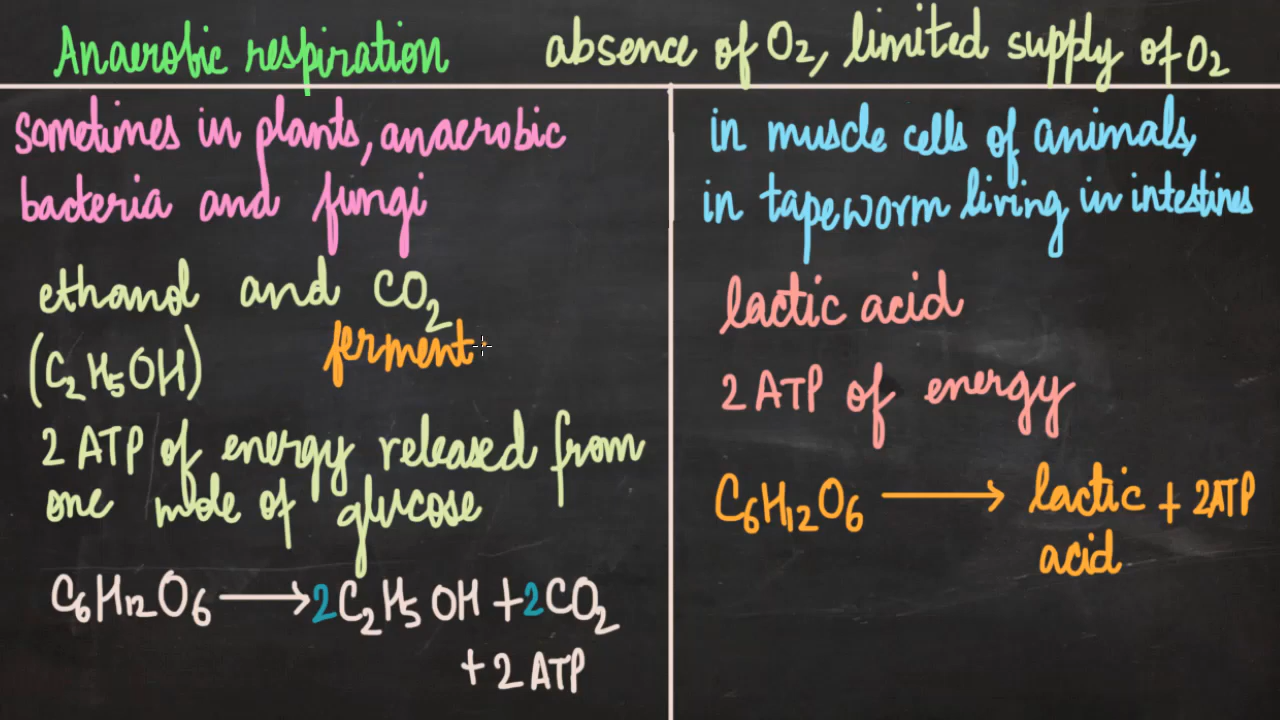 Anaerobic respiration
absence of O2, limited supply of O2
sometimes in plants, anaerobic
bacteria and fungi
ethanol and CO2
(C2H5OH)
ferment
2 ATP of energy released from
one mole of glucose
C6H12O6 → 2C2H5OH + 2CO2
+ 2 ATP
in muscle cells of animals,
in tapeworm living in intestines
lactic acid
2 ATP of energy
C6H12O6 → lactic + 2ATP
acid